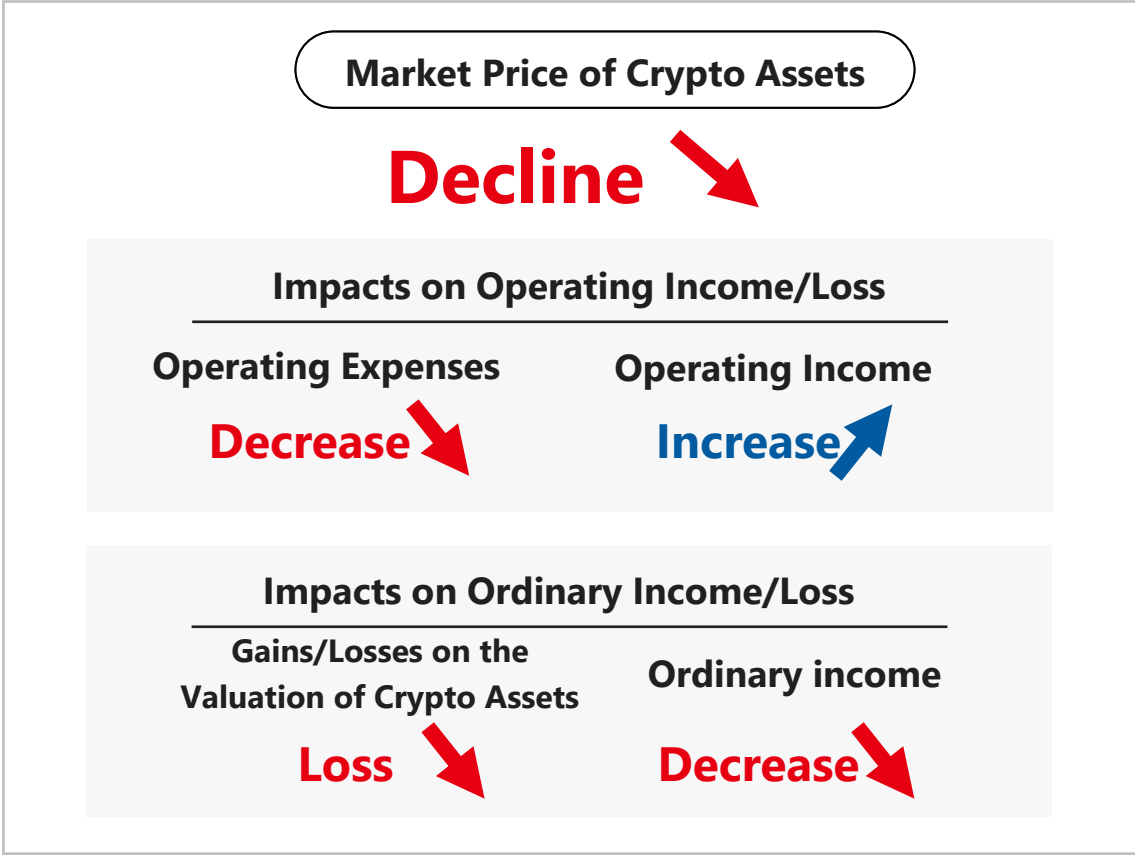 Market Price of Crypto Assets
Decline
Impacts on Operating Income/Loss
Operating Expenses
Decrease
Operating Income
Increase
Impacts on Ordinary Income/Loss
Gains/Losses on the
Valuation of Crypto Assets
Loss
Ordinary income
Decrease